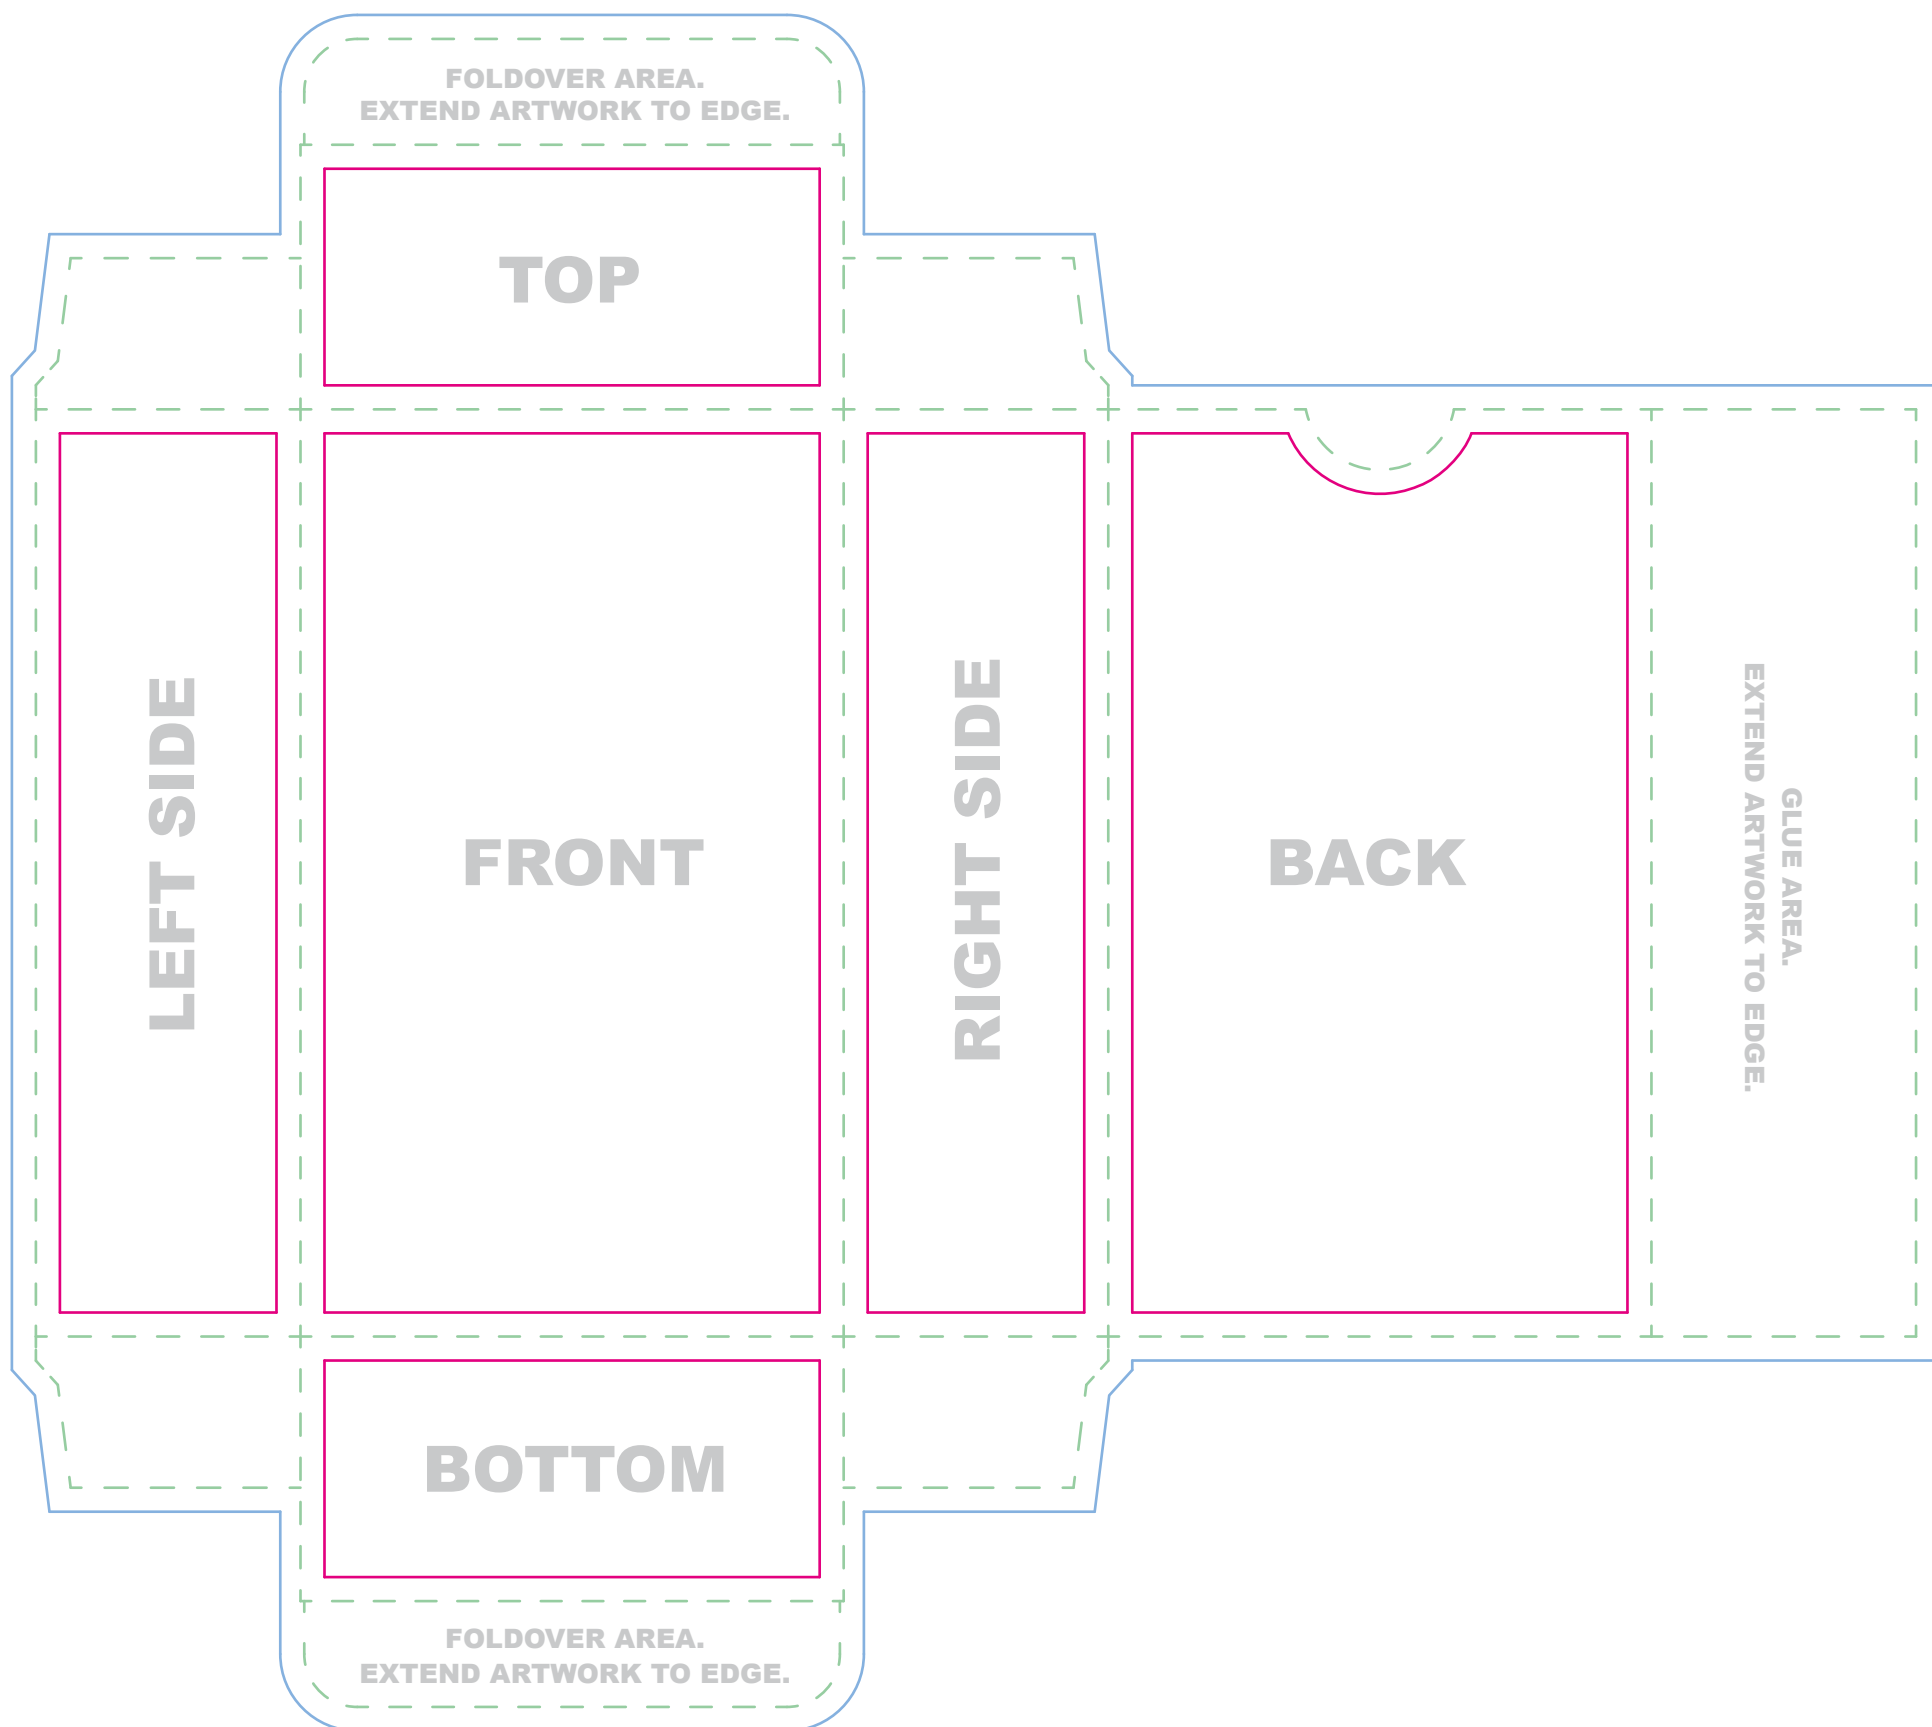 FOLDOVER AREA.
EXTEND ARTWORK TO EDGE.
TOP
LEFT SIDE
FRONT
RIGHT SIDE
BACK
GLUE AREA.
EXTEND ARTWORK TO EDGE.
BOTTOM
FOLDOVER AREA.
EXTEND ARTWORK TO EDGE.